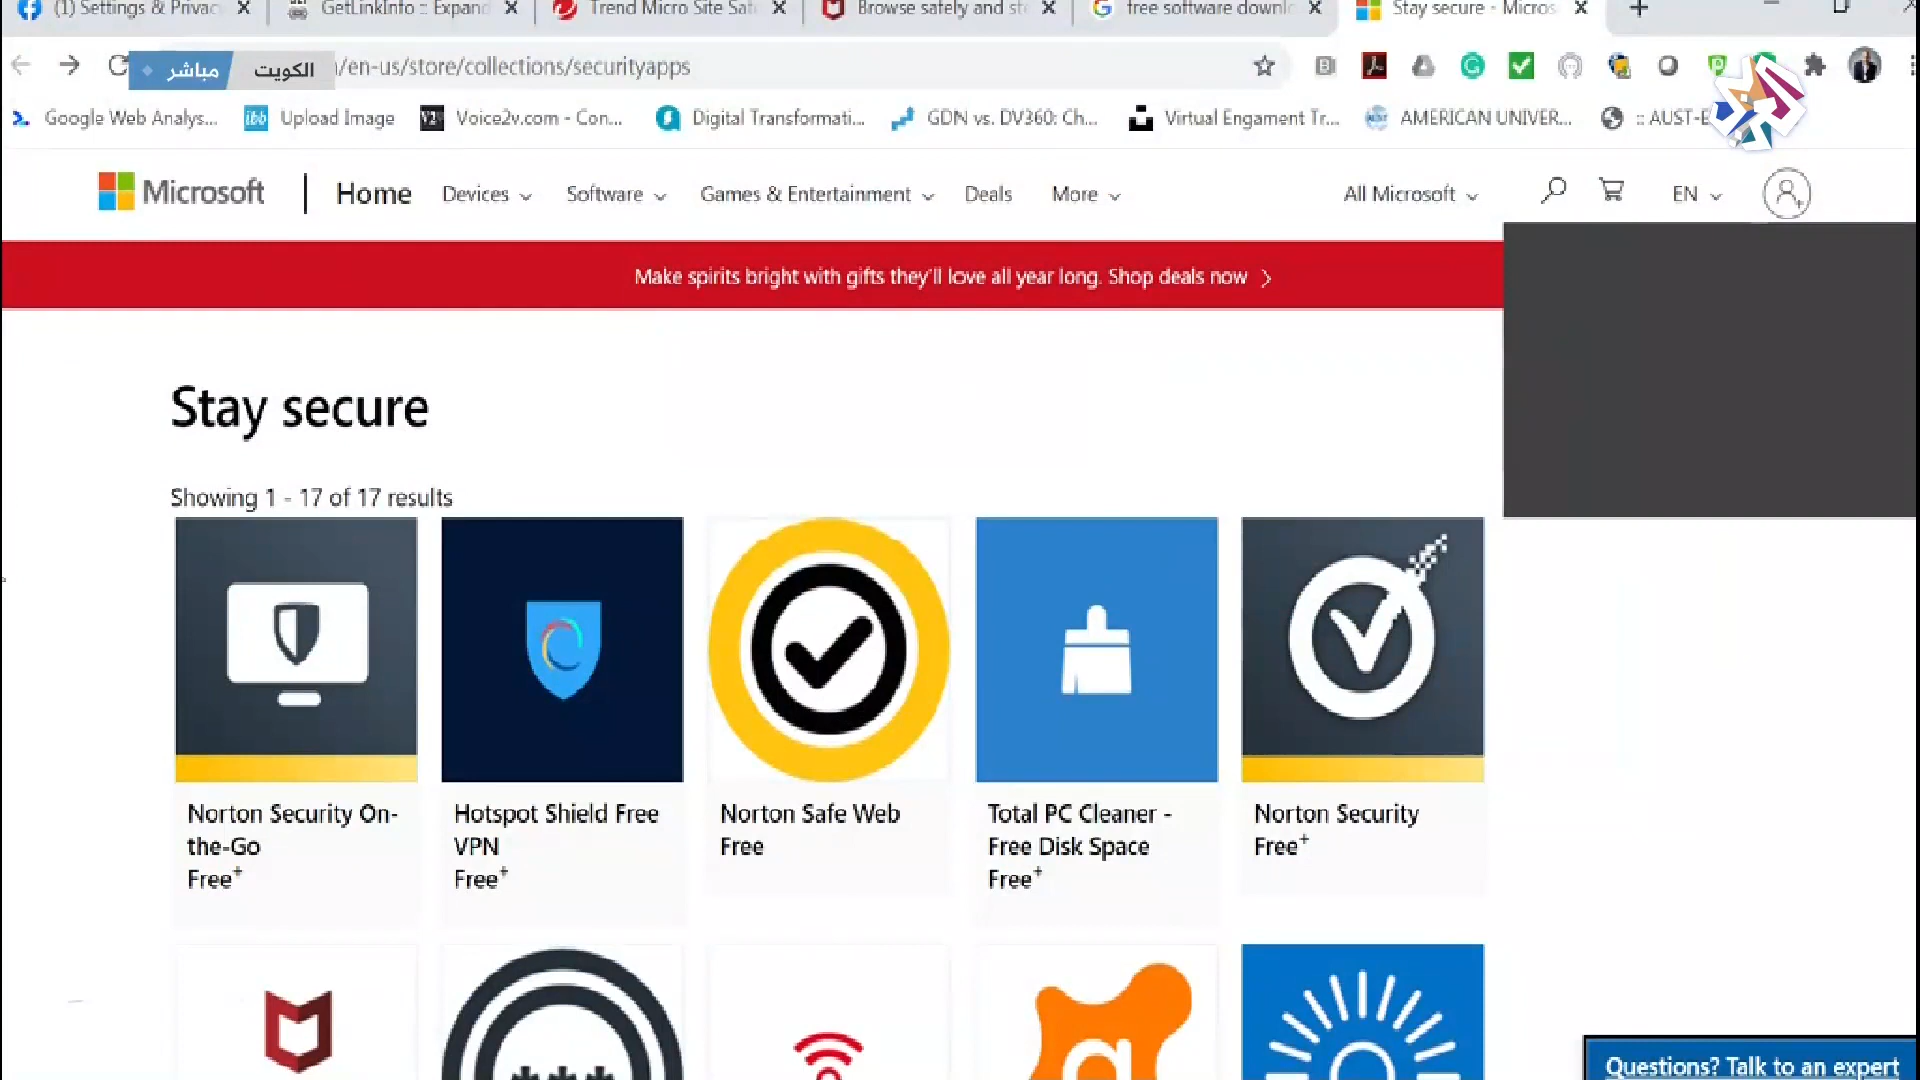 (1) Settings & Privac
GetLinkInfo :: Expand
Trend Micro Site Saf
Browse safely and st
free software downl
Stay secure - Micros
مباشر
الكويت
/en-us/store/collections/securityapps
Google Web Analys...
ibb
Upload Image
V2
Voice2v.com - Con...
Digital Transformati...
GDN vs. DV360: Ch...
Virtual Engament Tr...
AMERICAN UNIVER...
:: AUST-E
Microsoft
Home
Devices
Software
Games & Entertainment
Deals
More
All Microsoft
EN
Make spirits bright with gifts they'll love all year long. Shop deals now
Stay secure
Showing 1 - 17 of 17 results
Norton Security On-
the-Go
Free+
Hotspot Shield Free
VPN
Free+
Norton Safe Web
Free
Total PC Cleaner -
Free Disk Space
Free+
Norton Security
Free+
***
Questions? Talk to an expert